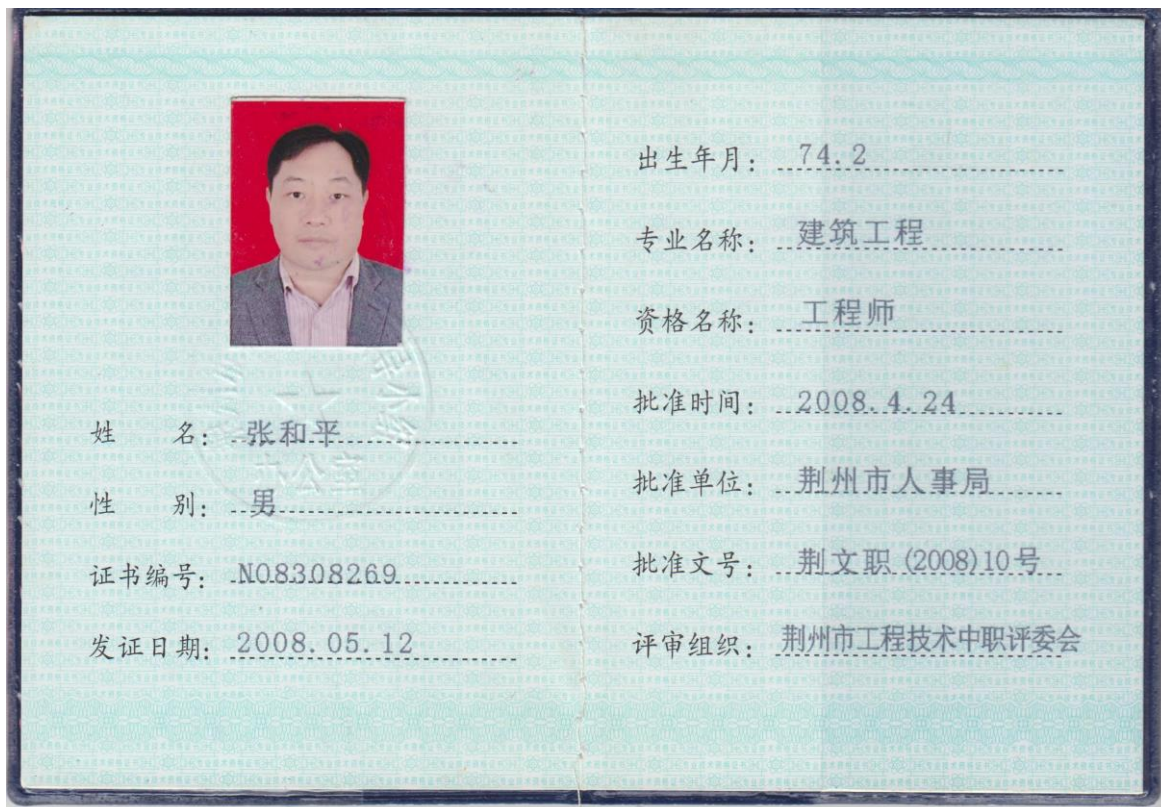 姓 名：张和平
性 别：男
证书编号：N08308269
发证日期：2008.05.12
办公室
出生年月：74.2
专业名称：建筑工程
资格名称：工程师
批准时间：2008.4.24
批准单位：荆州市人事局
批准文号：荆文职(2008)10号
评审组织：荆州市工程技术中职评委会